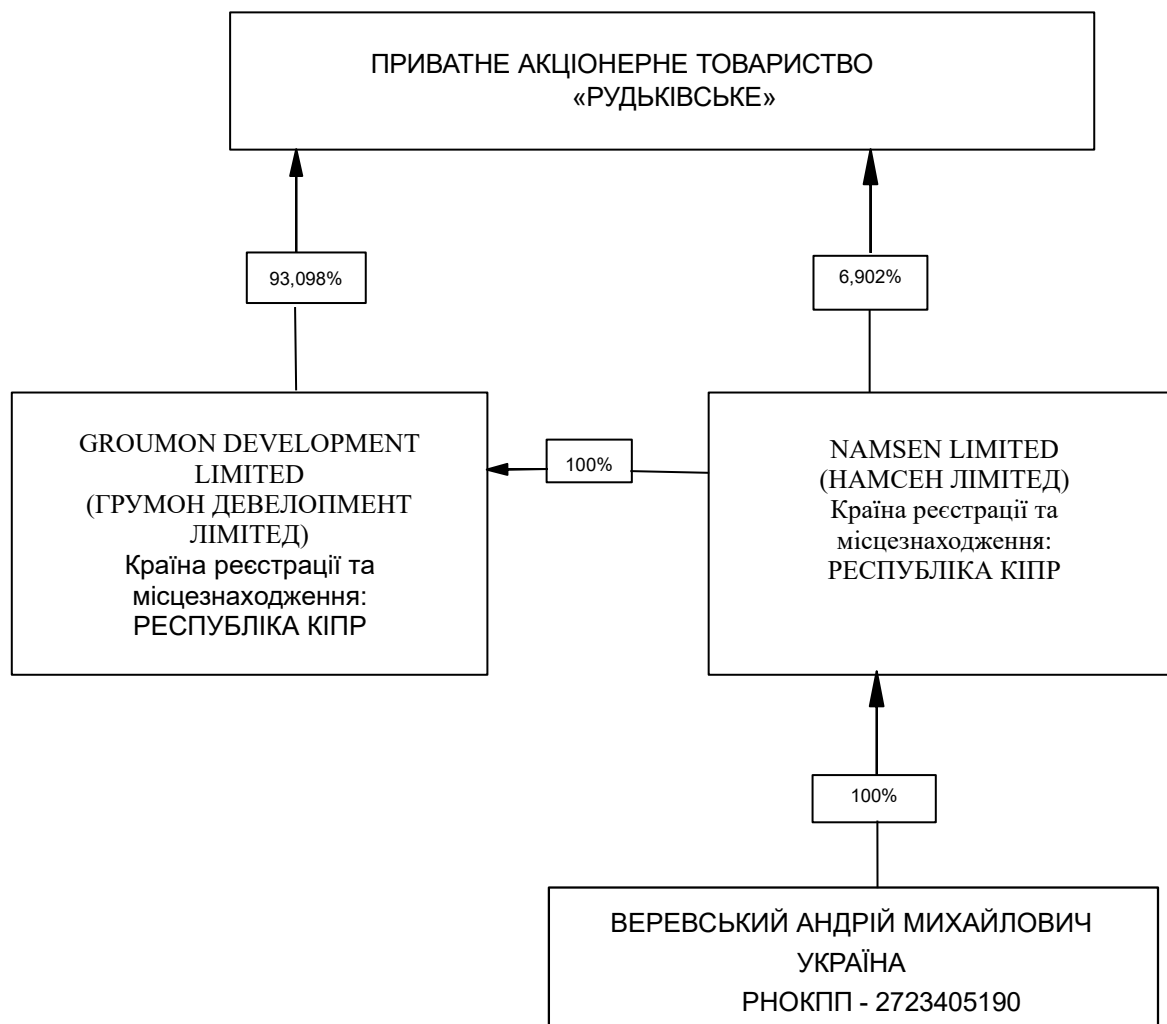 ПРИВАТНЕ АКЦІОНЕРНЕ ТОВАРИСТВО
«РУДЬКІВСЬКЕ»
93,098%
6,902%
GROUMON DEVELOPMENT
LIMITED
(ГРУМОН ДЕВЕЛОПМЕНТ
ЛІМІТЕД)
Країна реєстрації та
місцезнаходження:
РЕСПУБЛІКА КІПР
100%
NAMSEN LIMITED
(НАМСЕН ЛІМІТЕД)
Країна реєстрації та
місцезнаходження:
РЕСПУБЛІКА КІПР
100%
ВЕРЕВСЬКИЙ АНДРІЙ МИХАЙЛОВИЧ
УКРАЇНА
РНОКПП - 2723405190